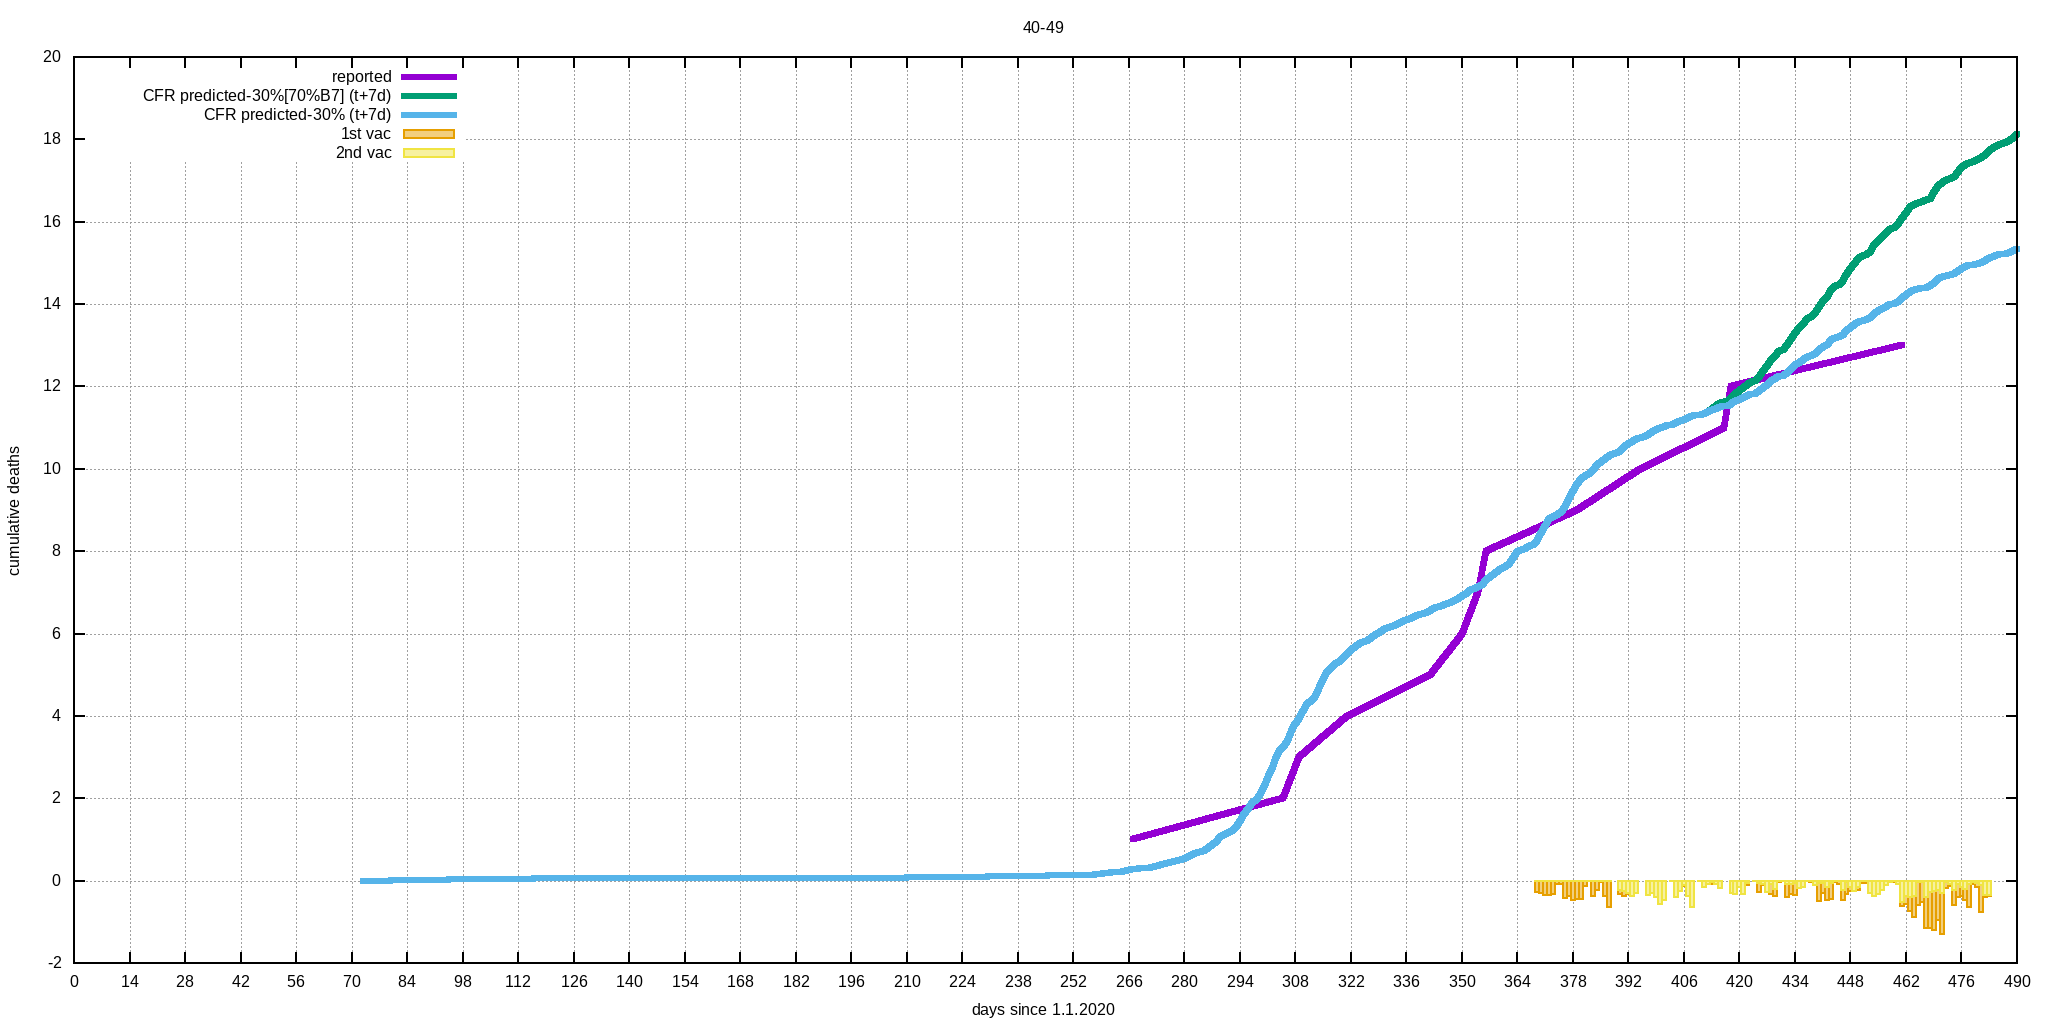 40-49
reported
CFR predicted-30%[70%B7] (t+7d)
CFR predicted-30% (t+7d)
1st vac
2nd vac
20
18
16
14
12
10
8
6
4
2
0
-2
cumulative deaths
0 14 28 42 56 70 84 98 112 126 140 154 168 182 196 210 224 238 252 266 280 294 308 322 336 350 364 378 392 406 420 434 448 462 476 490
days since 1.1.2020